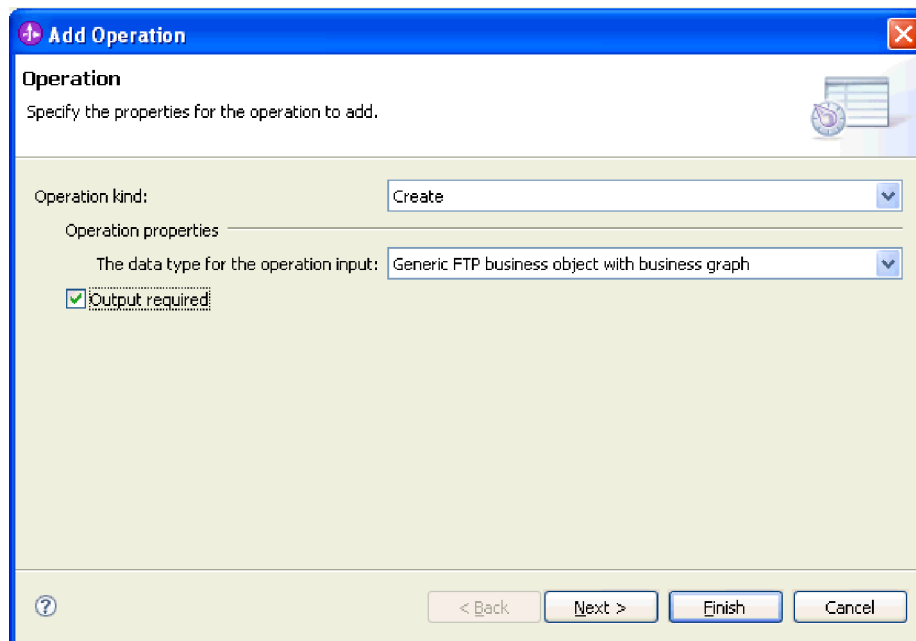 Add Operation
Operation
Specify the properties for the operation to add.
Operation kind: Create
Operation properties
The data type for the operation input: Generic FTP business object with business graph
Output required
< Back Next > Finish Cancel